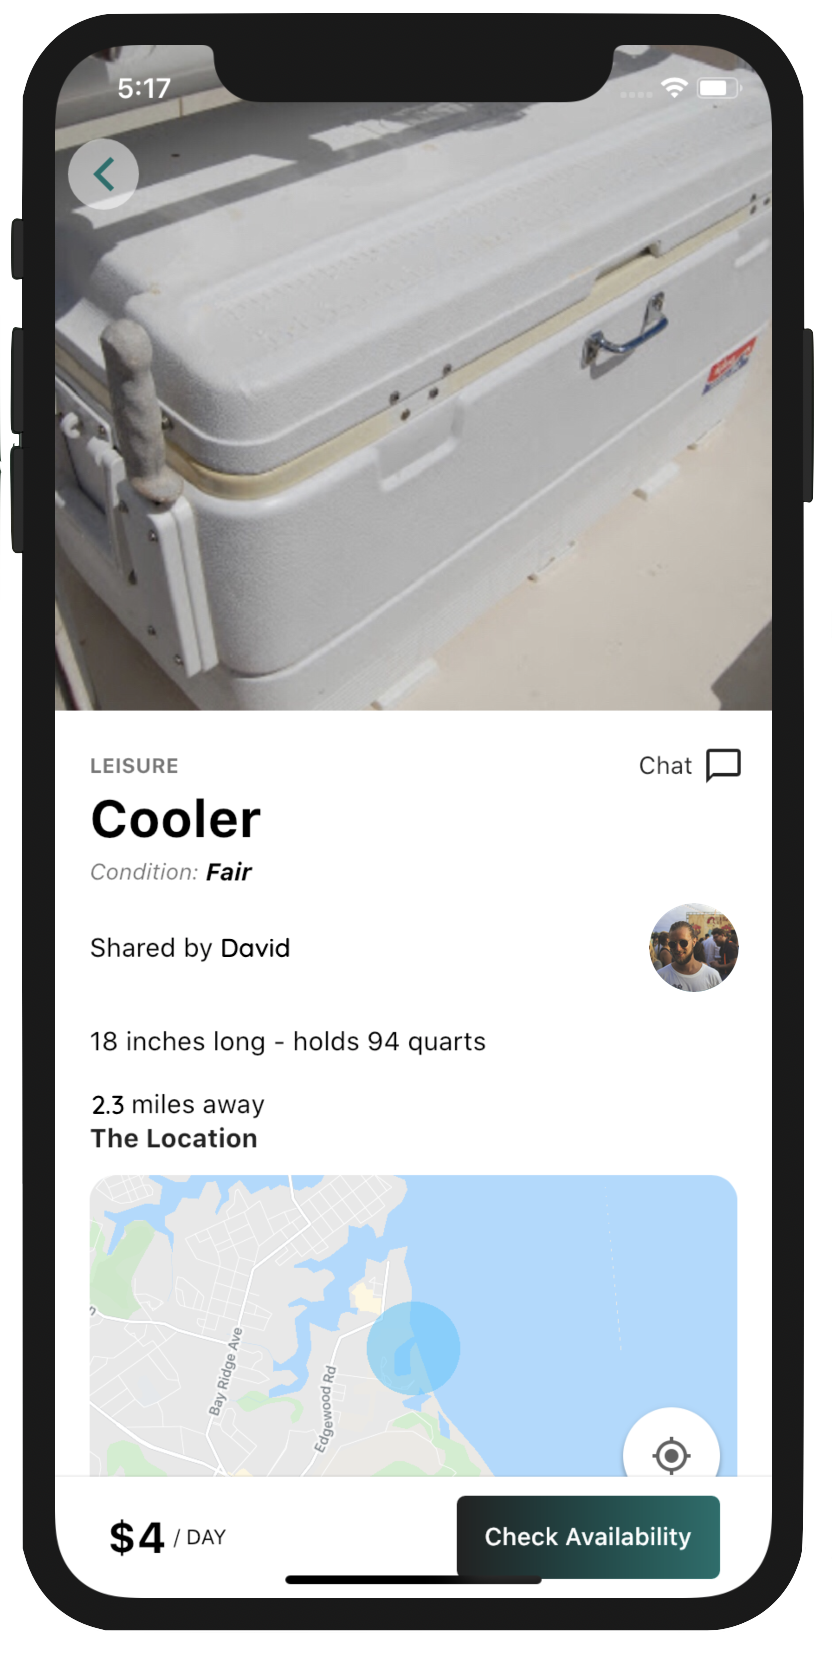 5:17
LEISURE
Chat
Cooler
Condition: Fair
Shared by David
18 inches long - holds 94 quarts
2.3 miles away
The Location
Bay Ridge Ave
Edgewood Rd
$4 / DAY
Check Availability